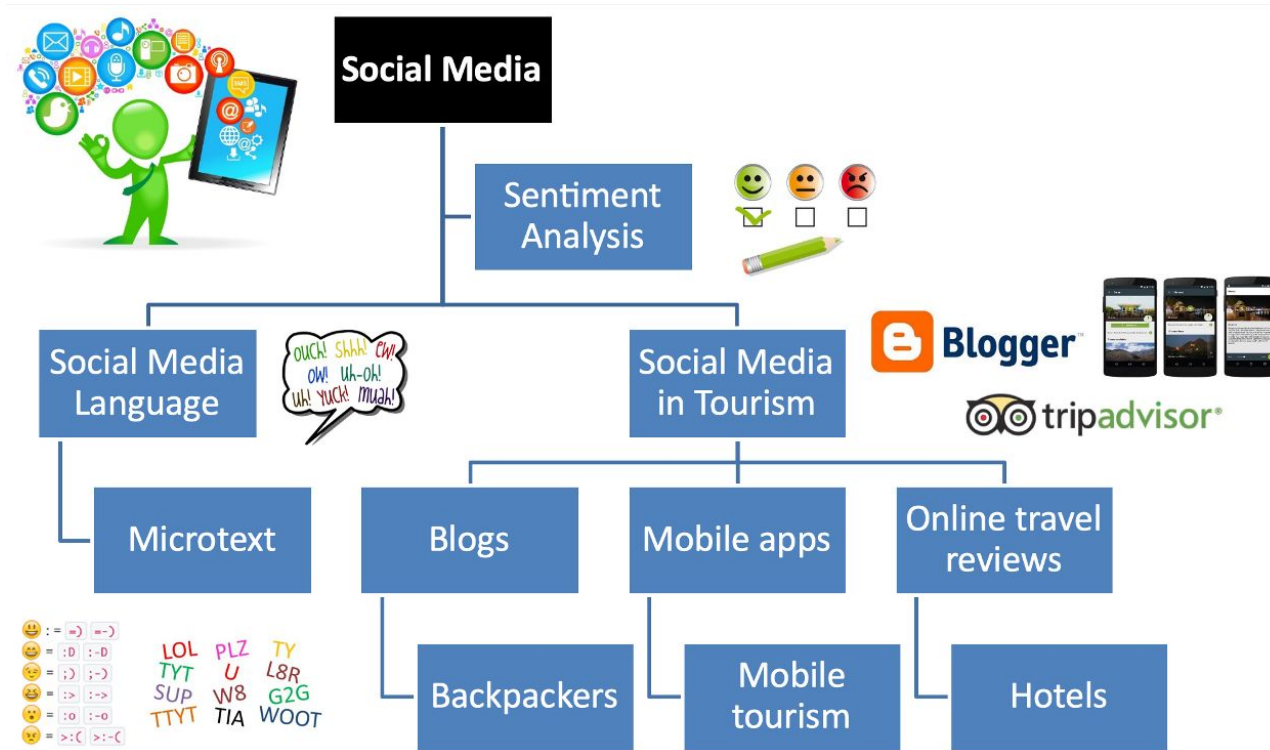 Social Media
Sentiment
Analysis
Social Media
Language
OUCH! Shhh! EW!
OW! Uh-oh!
uh! YUCK! MUAH!
Social Media
in Tourism
Blogger™
tripadvisor®
Microtext
Blogs
Mobile apps
Online travel
reviews
Backpackers
Mobile
tourism
Hotels
:= =) =-)
= :D :-D
= ;) ;-)
= :> :->
= :o :-o
= >:( >:-(
LOL PLZ TY
TYT U L8R
SUP W8 G2G
TTYT TIA WOOT